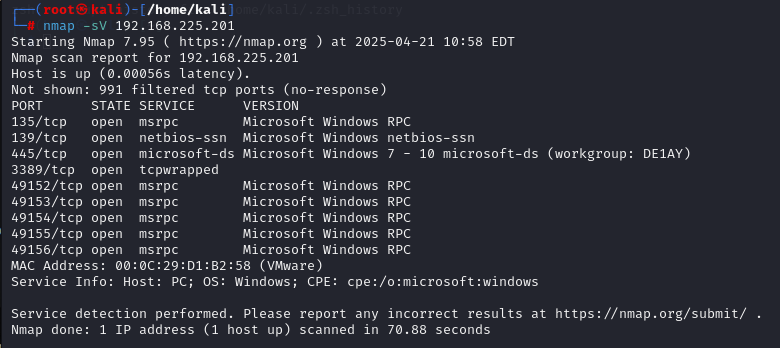 ┌──(root㉿kali)-[/home/kali]
└─# nmap -sV 192.168.225.201
Starting Nmap 7.95 ( https://nmap.org ) at 2025-04-21 10:58 EDT
Nmap scan report for 192.168.225.201
Host is up (0.00056s latency).
Not shown: 991 filtered tcp ports (no-response)
PORT      STATE SERVICE      VERSION
135/tcp   open  msrpc        Microsoft Windows RPC
139/tcp   open  netbios-ssn  Microsoft Windows netbios-ssn
445/tcp   open  microsoft-ds Microsoft Windows 7 - 10 microsoft-ds (workgroup: DE1AY)
3389/tcp  open  tcpwrapped
49152/tcp open  msrpc        Microsoft Windows RPC
49153/tcp open  msrpc        Microsoft Windows RPC
49154/tcp open  msrpc        Microsoft Windows RPC
49155/tcp open  msrpc        Microsoft Windows RPC
49156/tcp open  msrpc        Microsoft Windows RPC
MAC Address: 00:0C:29:D1:B2:58 (VMware)
Service Info: Host: PC; OS: Windows; CPE: cpe:/o:microsoft:windows

Service detection performed. Please report any incorrect results at https://nmap.org/submit/ .
Nmap done: 1 IP address (1 host up) scanned in 70.88 seconds